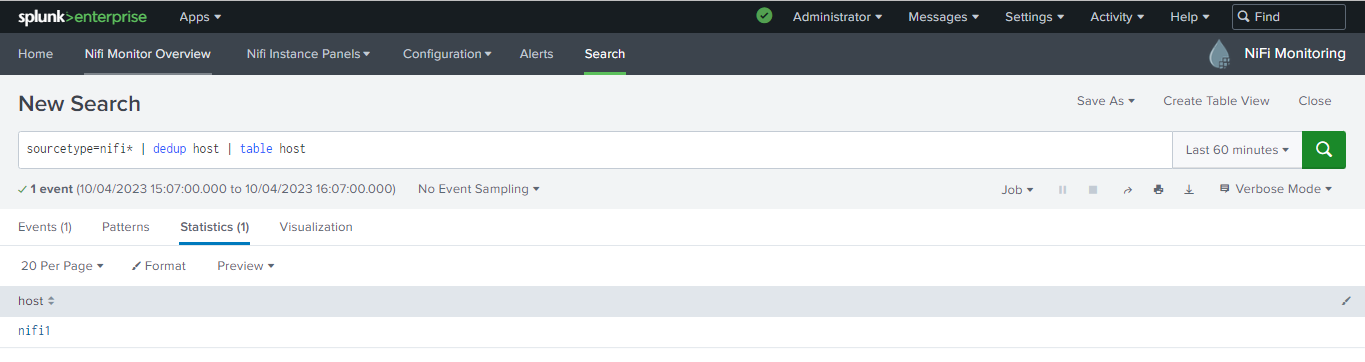 splunk>enterprise Apps Administrator Messages Settings Activity Help Find
Home Nifi Monitor Overview Nifi Instance Panels Configuration Alerts Search NiFi Monitoring
New Search Save As Create Table View Close
sourcetype=nifi* | dedup host | table host Last 60 minutes
1 event (10/04/2023 15:07:00.000 to 10/04/2023 16:07:00.000) No Event Sampling Job Verbose Mode
Events (1) Patterns Statistics (1) Visualization
20 Per Page Format Preview
host
nifi1